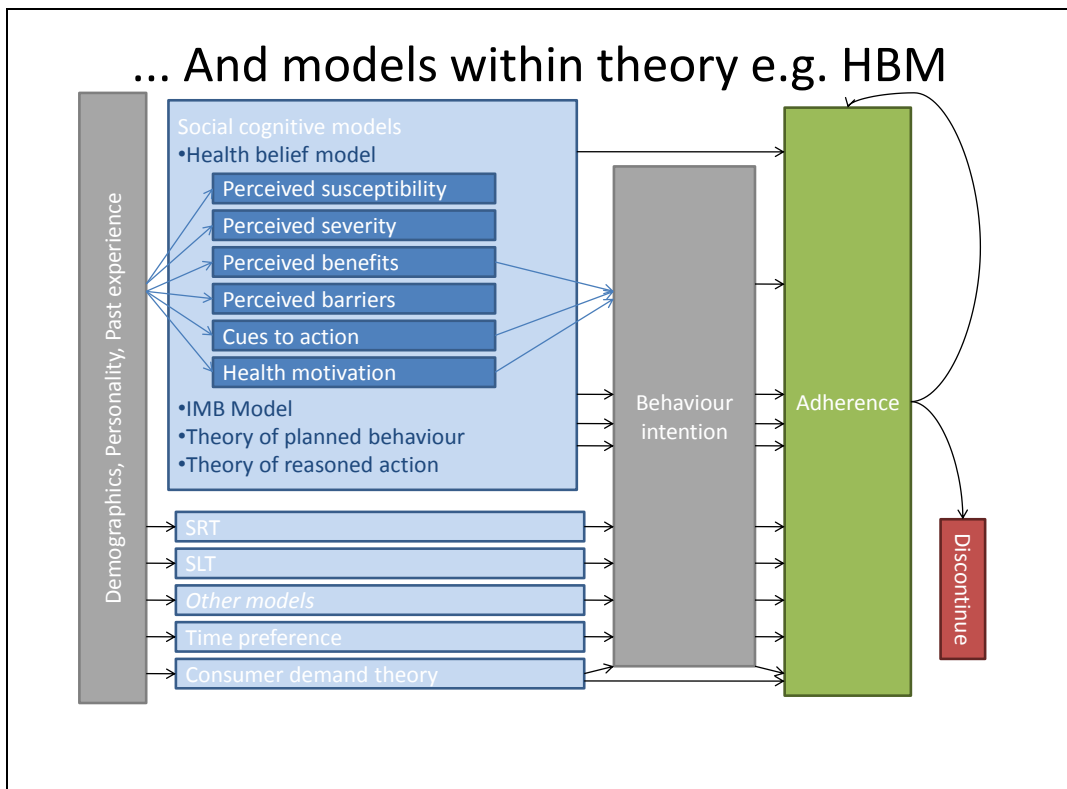 ... And models within theory e.g. HBM
Demographics, Personality, Past experience
Social cognitive models
•Health belief model
Perceived susceptibility
Perceived severity
Perceived benefits
Perceived barriers
Cues to action
Health motivation
•IMB Model
•Theory of planned behaviour
•Theory of reasoned action
SRT
SLT
Other models
Time preference
Consumer demand theory
Behaviour
intention
Adherence
Discontinue